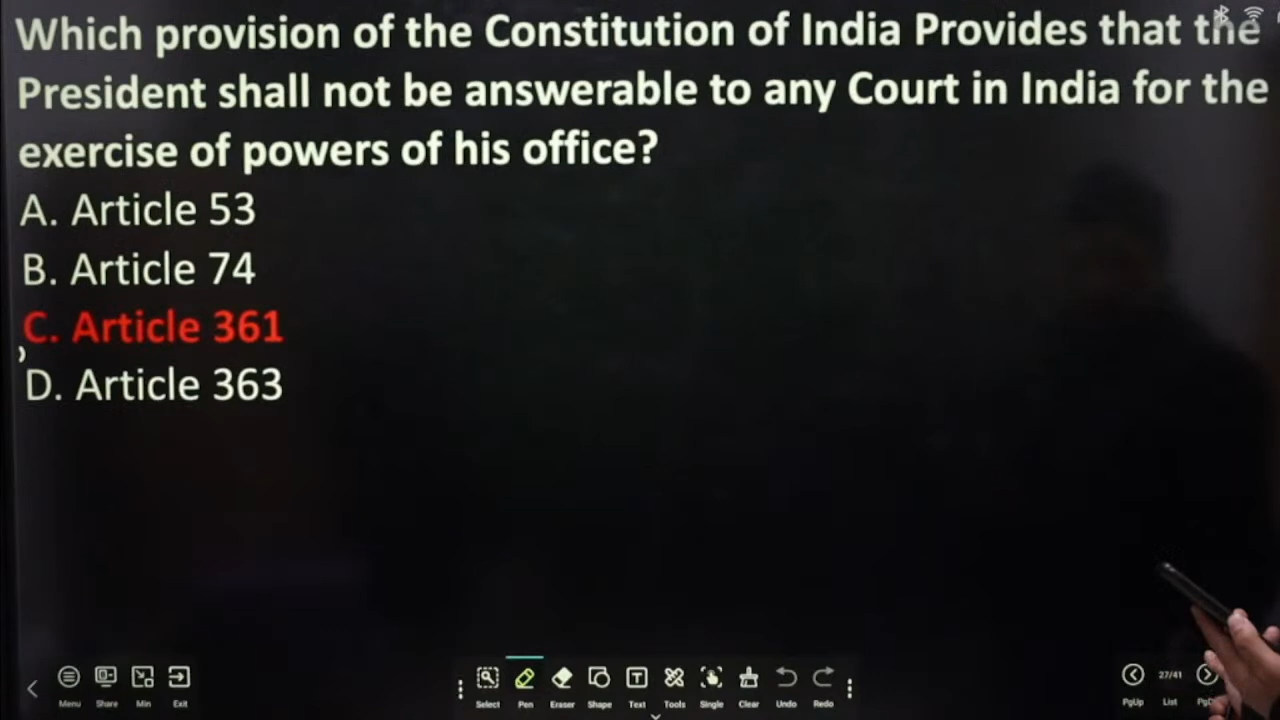 Which provision of the Constitution of India Provides that the
President shall not be answerable to any Court in India for the
exercise of powers of his office?
A. Article 53
B. Article 74
C. Article 361
D. Article 363
Menu Share Min Exit Select Pen Eraser Shape Text Tools Single Clear Undo Redo 27/41 PgUp List